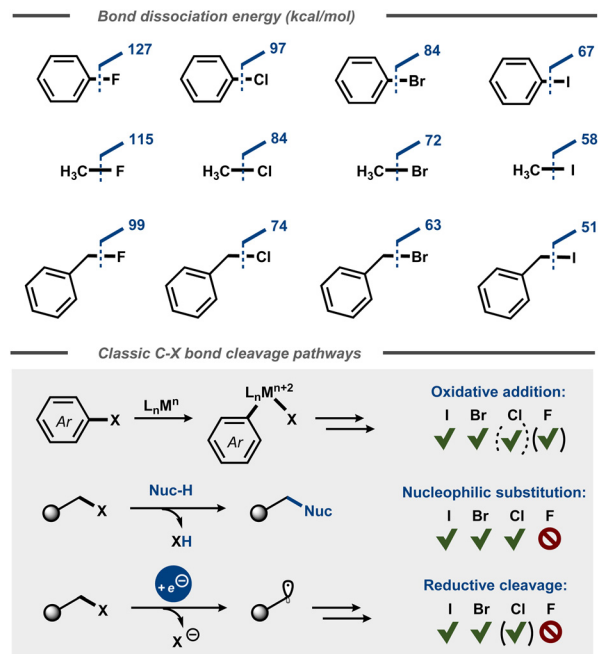 Bond dissociation energy (kcal/mol)
127 97 84 67
F Cl Br I
115 84 72 58
H₃C F H₃C Cl H₃C Br H₃C I
99 74 63 51
F Cl Br I
Classic C-X bond cleavage pathways
Ar X LₙMⁿ LₙMⁿ⁺² X Ar
Oxidative addition:
I Br Cl F
X Nuc-H XH Nuc
Nucleophilic substitution:
I Br Cl F
X + e⊖ X⊖
Reductive cleavage:
I Br (Cl) F